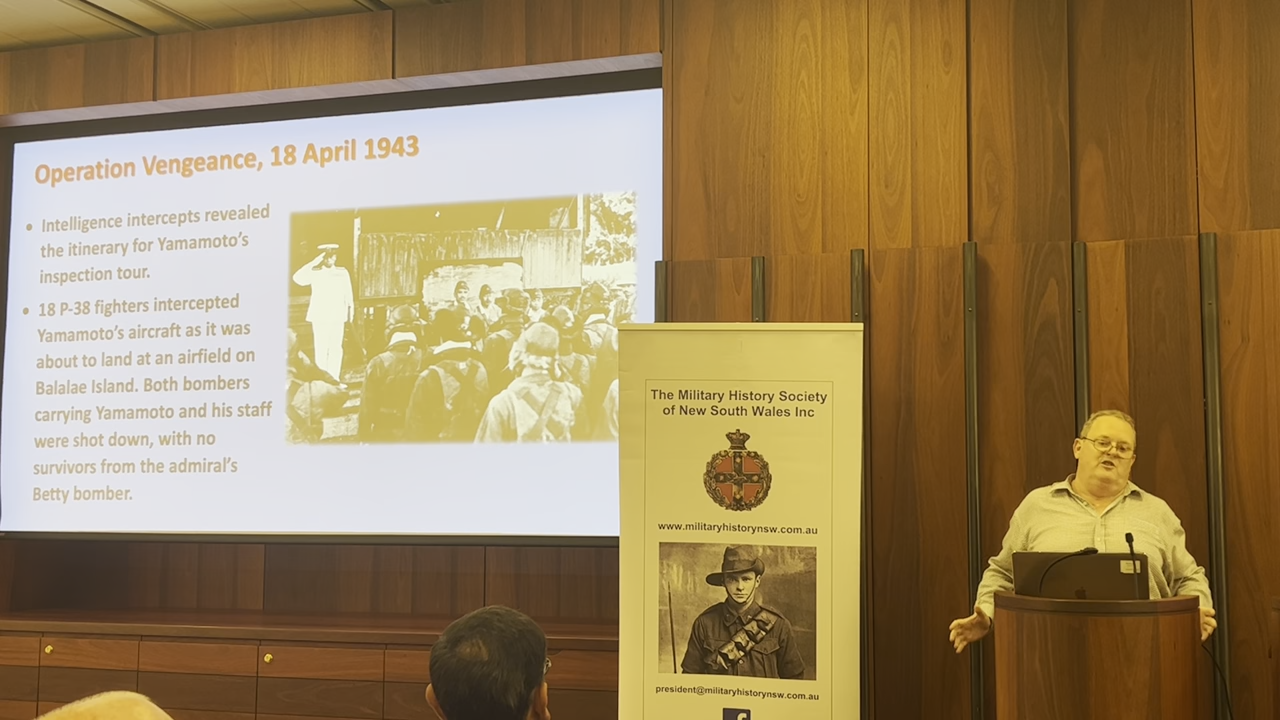 Operation Vengeance, 18 April 1943
• Intelligence intercepts revealed
the itinerary for Yamamoto's
inspection tour.
• 18 P-38 fighters intercepted
Yamamoto's aircraft as it was
about to land at an airfield on
Balalae Island. Both bombers
carrying Yamamoto and his staff
were shot down, with no
survivors from the admiral's
Betty bomber.
The Military History Society
of New South Wales Inc
www.militaryhistorynsw.com.au
president@militaryhistorynsw.com.au